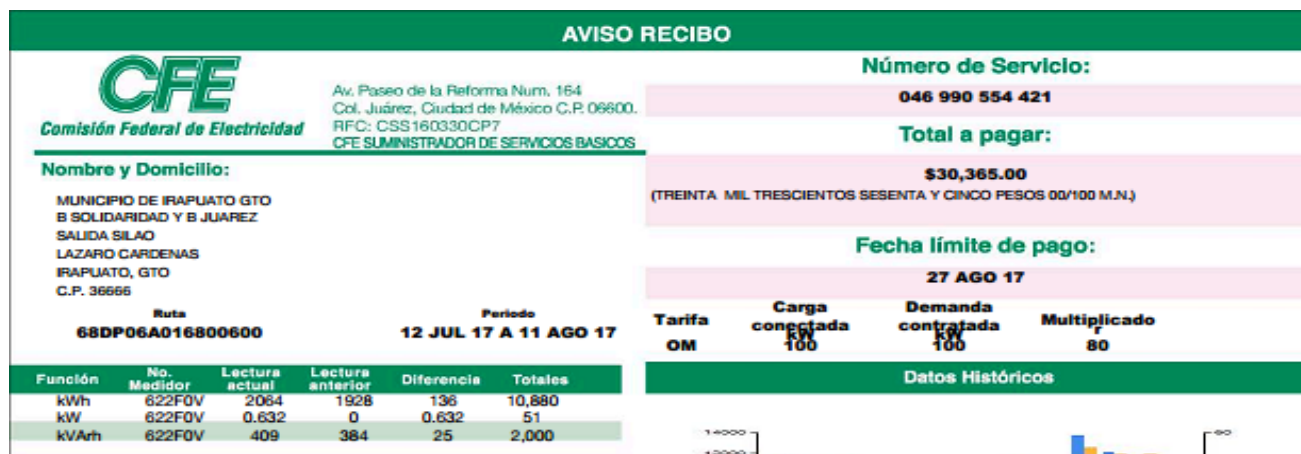 AVISO RECIBO
CFE
Comisión Federal de Electricidad
Av. Paseo de la Reforma Num. 164
Col. Juárez, Ciudad de México C.P. 06600.
RFC: CSS160330CP7
CFE SUMINISTRADOR DE SERVICIOS BASICOS
Número de Servicio:
046 990 554 421
Total a pagar:
$30,365.00
(TREINTA MIL TRESCIENTOS SESENTA Y CINCO PESOS 00/100 M.N.)
Fecha límite de pago:
27 AGO 17
Nombre y Domicilio:
MUNICIPIO DE IRAPUATO GTO
B SOLIDARIDAD Y B JUAREZ
SALIDA SILAO
LAZARO CARDENAS
IRAPUATO, GTO
C.P. 36666
Ruta Periodo
68DP06A016800600 12 JUL 17 A 11 AGO 17
Tarifa Carga conectada kW Demanda contratada kW Multiplicador
OM 100 100 80
Función No. Medidor Lectura actual Lectura anterior Diferencia Totales
kWh 622F0V 2064 1928 136 10,880
kW 622F0V 0.632 0 0.632 51
kVArh 622F0V 409 384 25 2,000
Datos Históricos
14000